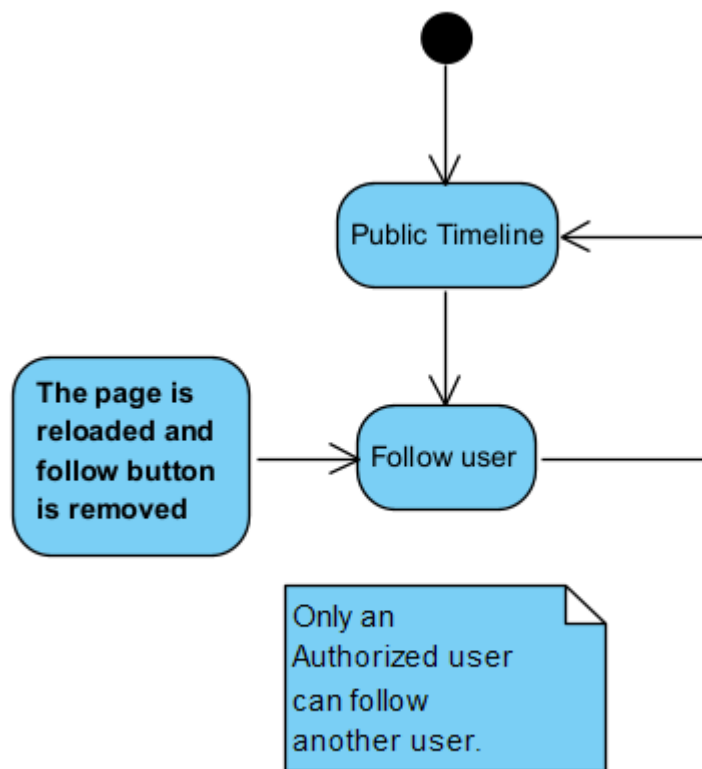 Public Timeline
The page is
reloaded and
follow button
is removed
Follow user
Only an
Authorized user
can follow
another user.